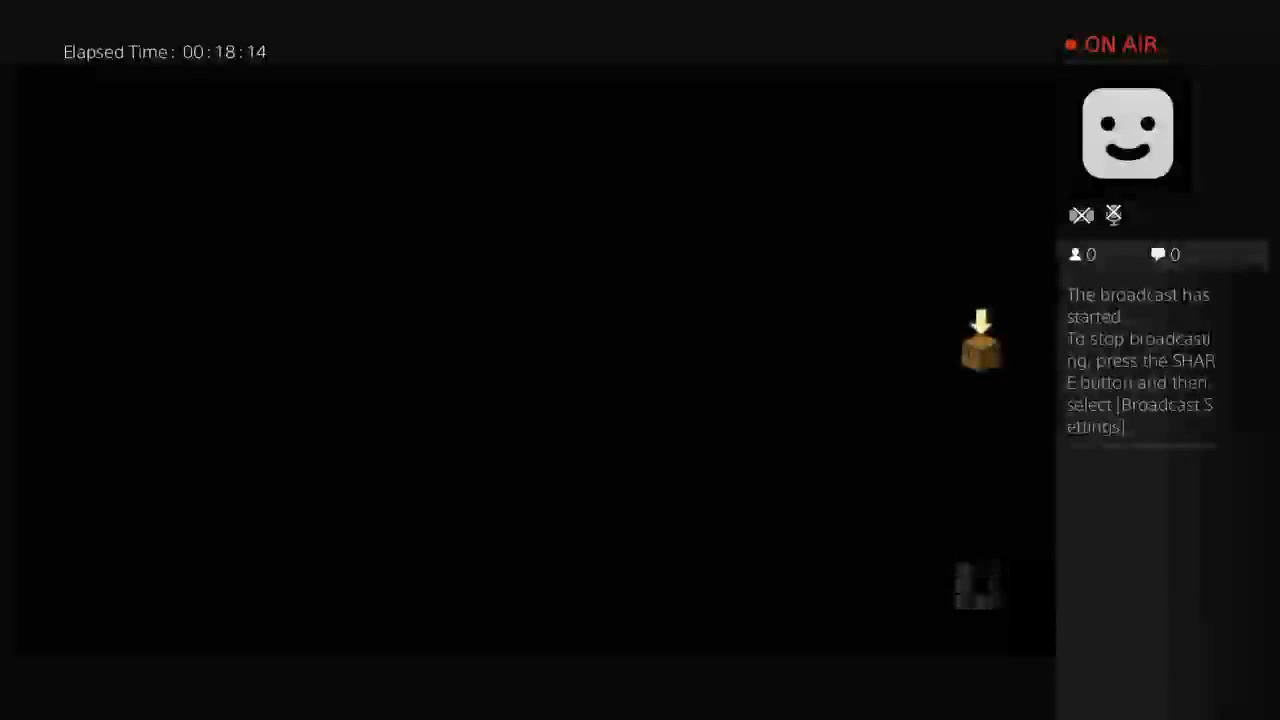 Elapsed Time: 00:18:14
ON AIR
0 0
The broadcast has
started.
To stop broadcasti
ng, press the SHAR
E button and then
select [Broadcast S
ettings].